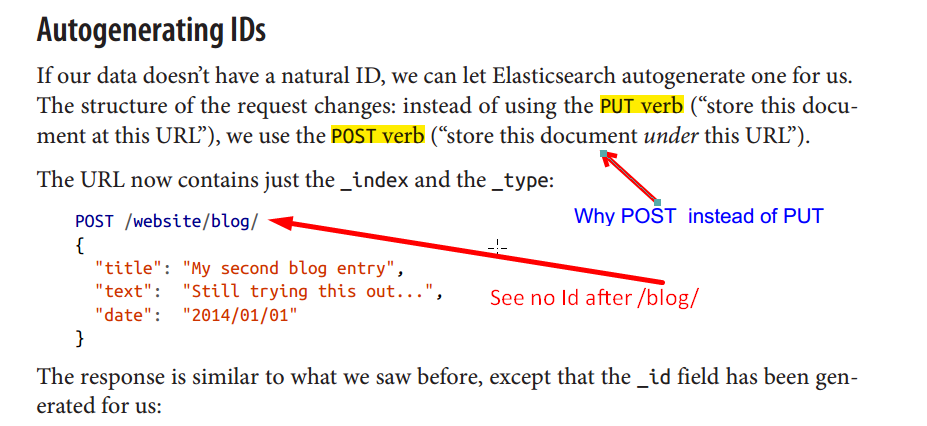 Autogenerating IDs
If our data doesn’t have a natural ID, we can let Elasticsearch autogenerate one for us.
The structure of the request changes: instead of using the PUT verb (“store this docu-
ment at this URL”), we use the POST verb (“store this document under this URL”).
The URL now contains just the _index and the _type:
Why POST instead of PUT
POST /website/blog/
{
"title": "My second blog entry",
"text": "Still trying this out...",
See no Id after /blog/
"date": "2014/01/01"
}
The response is similar to what we saw before, except that the _id field has been gen-
erated for us: